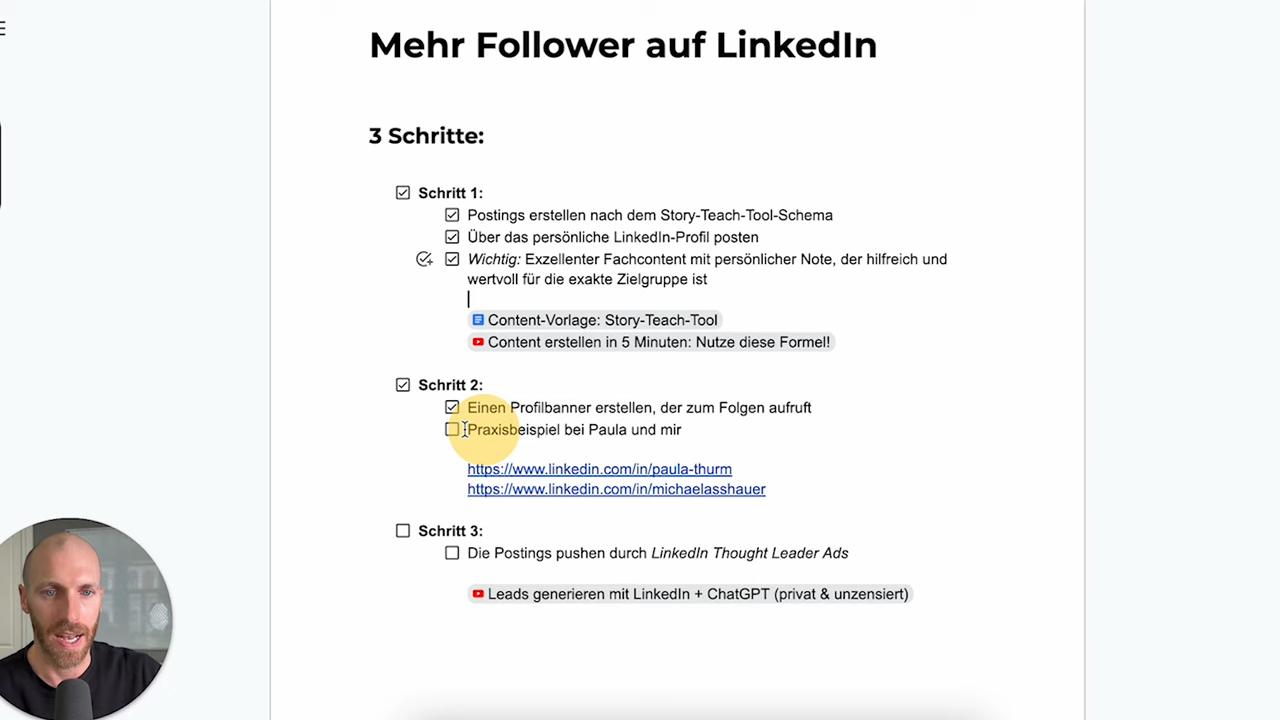 Mehr Follower auf LinkedIn
3 Schritte:
Schritt 1:
Postings erstellen nach dem Story-Teach-Tool-Schema
Über das persönliche LinkedIn-Profil posten
Wichtig: Exzellenter Fachcontent mit persönlicher Note, der hilfreich und
wertvoll für die exakte Zielgruppe ist
Content-Vorlage: Story-Teach-Tool
Content erstellen in 5 Minuten: Nutze diese Formel!
Schritt 2:
Einen Profilbanner erstellen, der zum Folgen aufruft
Praxisbeispiel bei Paula und mir
https://www.linkedin.com/in/paula-thurm
https://www.linkedin.com/in/michaelasshauer
Schritt 3:
Die Postings pushen durch LinkedIn Thought Leader Ads
Leads generieren mit LinkedIn + ChatGPT (privat & unzensiert)